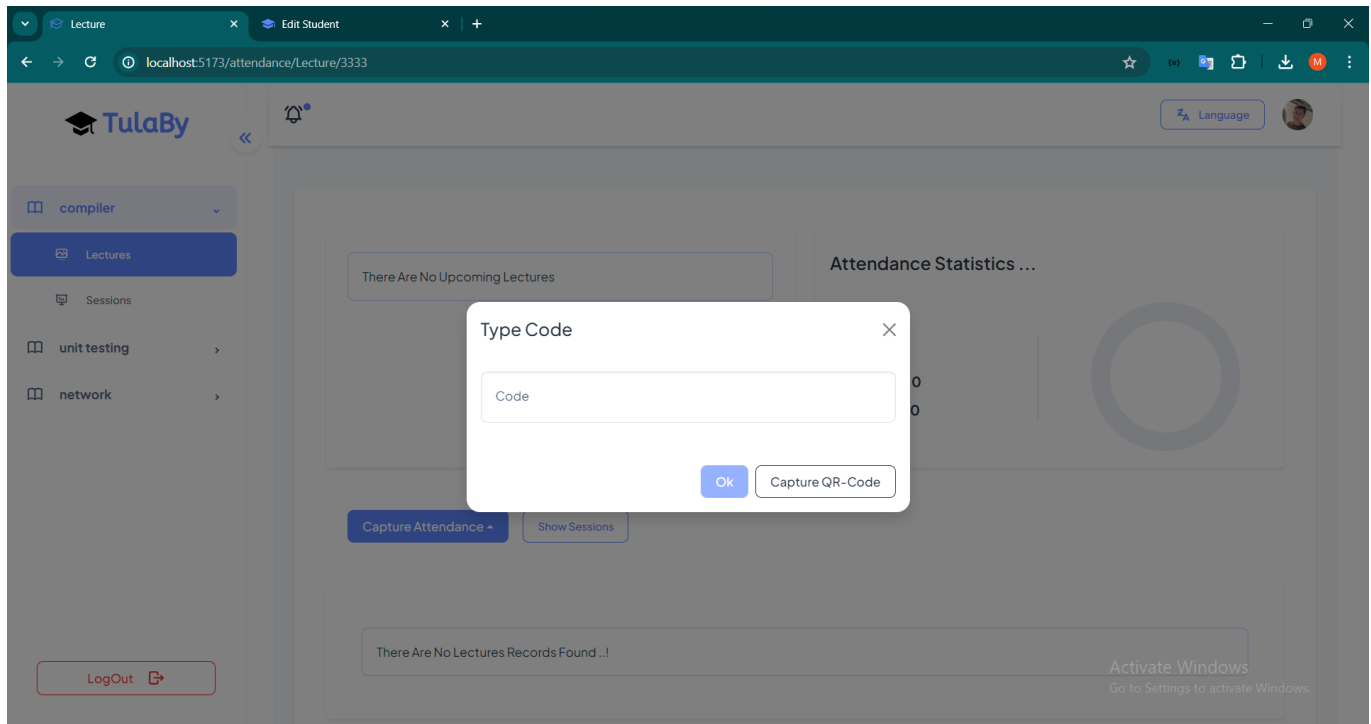 Lecture
Edit Student
localhost:5173/attendance/Lecture/3333
M
TulaBy
Language
compiler
Lectures
Sessions
unit testing
network
LogOut
There Are No Upcoming Lectures
Attendance Statistics ...
0
0
Type Code
Code
Ok
Capture QR-Code
Capture Attendance
Show Sessions
There Are No Lectures Records Found ..!
Activate Windows
Go to Settings to activate Windows.